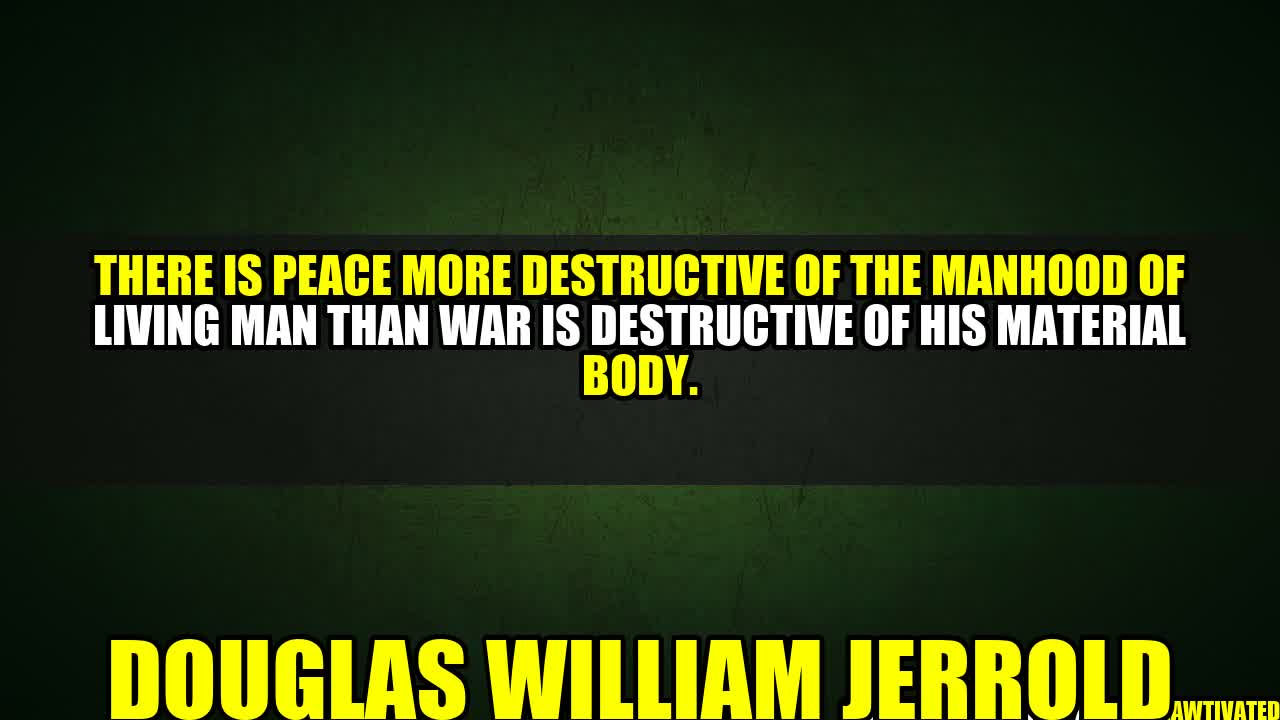 THERE IS PEACE MORE DESTRUCTIVE OF THE MANHOOD OF
LIVING MAN THAN WAR IS DESTRUCTIVE OF HIS MATERIAL
BODY.
DOUGLAS WILLIAM JERROLD
AWTIVATED